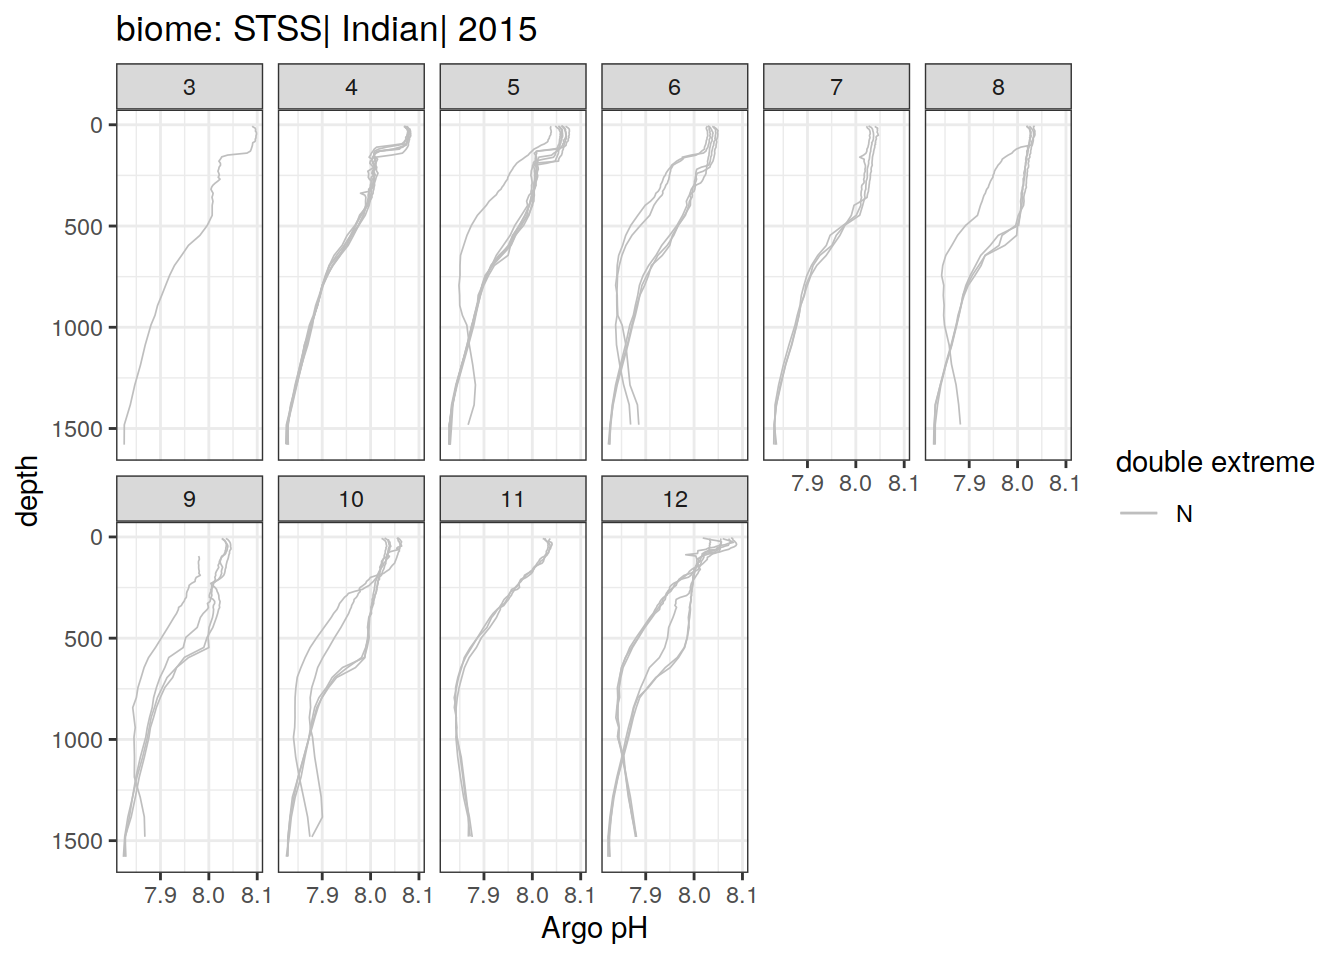 biome: STSS| Indian| 2015
3 4 5 6 7 8
0
500
1000
1500
7.9 8.0 8.1 7.9 8.0 8.1
depth
double extreme
N
9 10 11 12
0
500
1000
1500
7.9 8.0 8.1 7.9 8.0 8.1 7.9 8.0 8.1 7.9 8.0 8.1
Argo pH